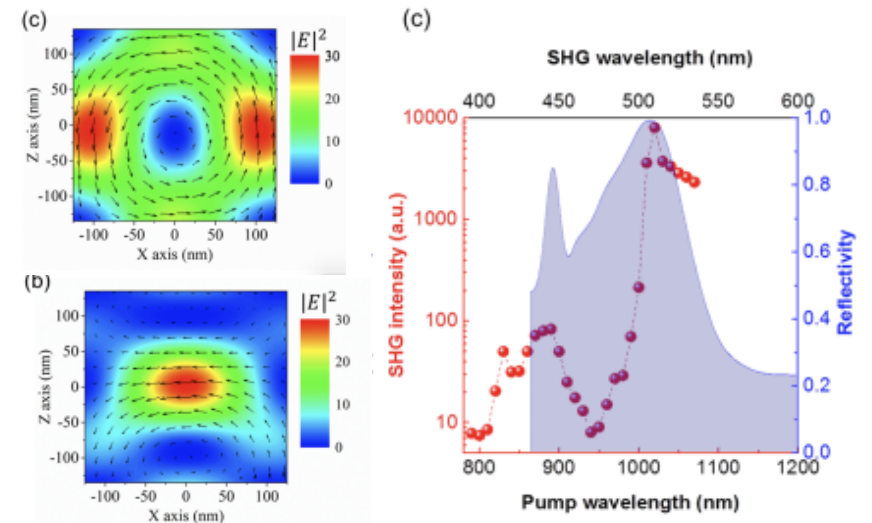 (c)
|E|²
30
20
10
0
100
50
0
-50
-100
Z axis (nm)
-100 -50 0 50 100
X axis (nm)
(b)
|E|²
30
20
10
0
100
50
0
-50
-100
Z axis (nm)
-100 -50 0 50 100
X axis (nm)
(c)
SHG wavelength (nm)
400 450 500 550 600
10000
1000
100
10
SHG intensity (a.u.)
1.0
0.8
0.6
0.4
0.2
0.0
Reflectivity
800 900 1000 1100 1200
Pump wavelength (nm)